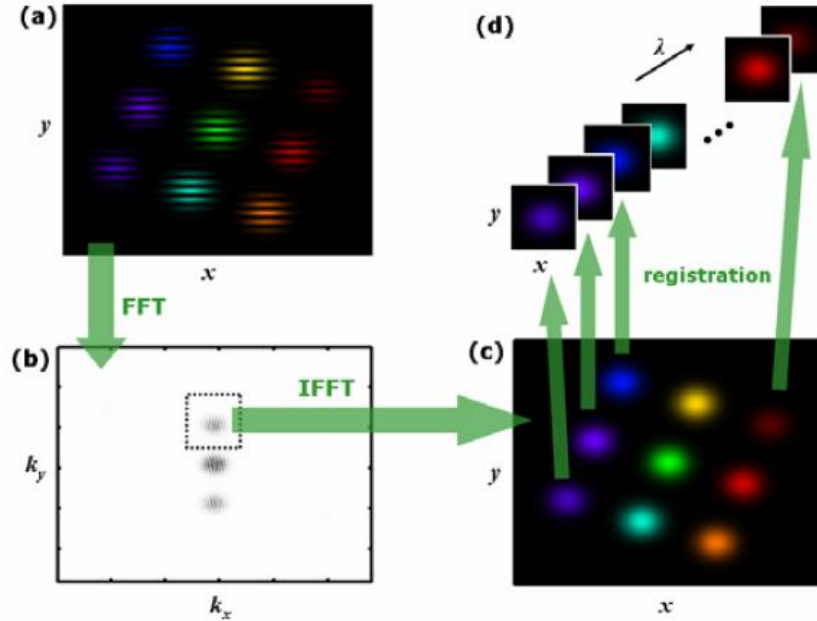 (a)
y
x
FFT
(b)
k_y
k_x
IFFT
(c)
y
x
registration
(d)
λ
y
x